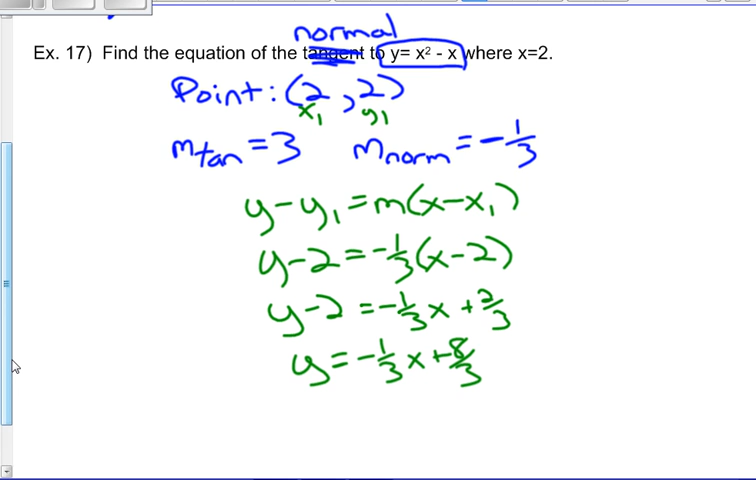 normal
Ex. 17) Find the equation of the tangent to y= x² - x where x=2.
Point: (2, 2)
x₁ y₁
m_tan = 3 m_norm = -1/3
y-y₁ = m(x-x₁)
y-2 = -1/3(x-2)
y-2 = -1/3x + 2/3
y = -1/3x + 8/3